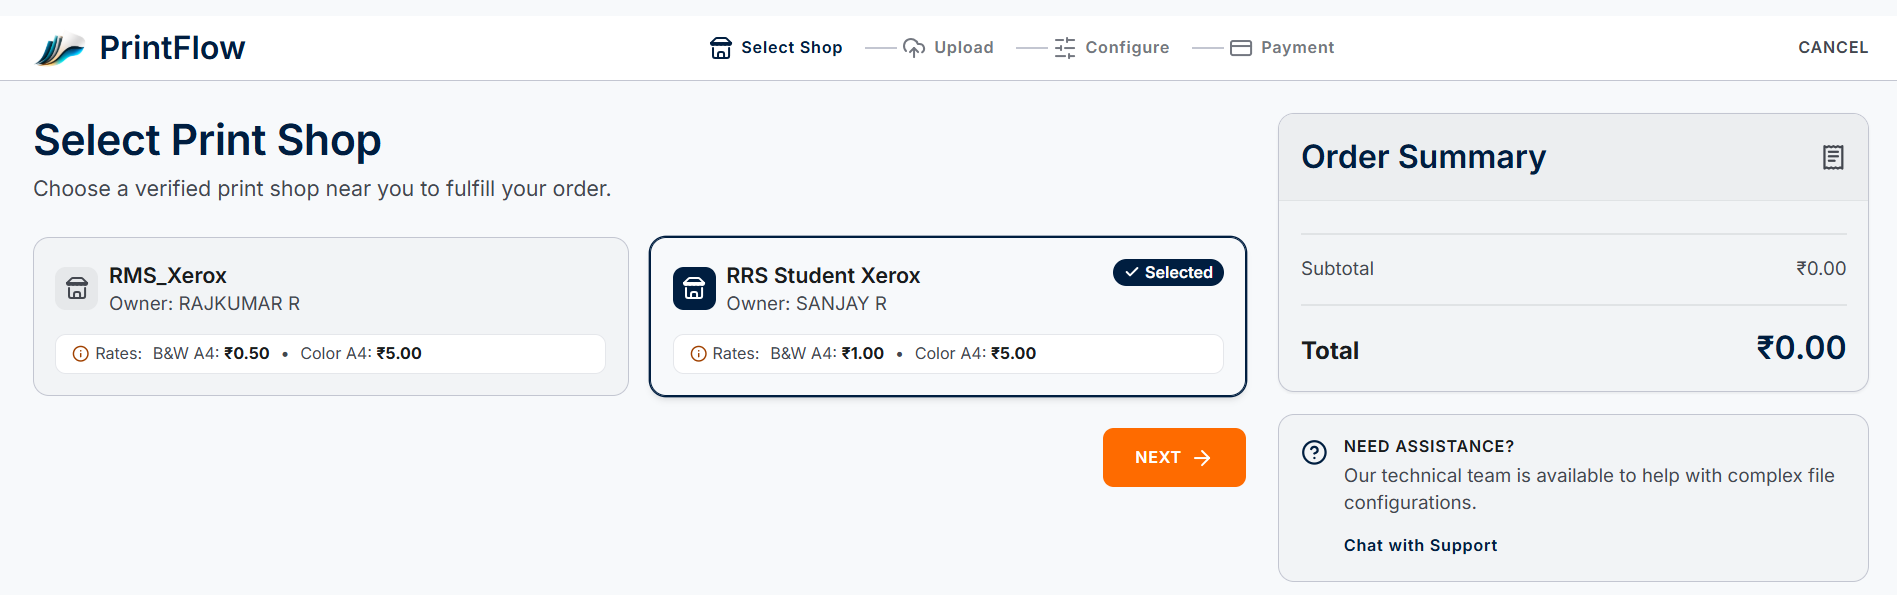 PrintFlow
Select Shop
Upload
Configure
Payment
CANCEL
Select Print Shop
Choose a verified print shop near you to fulfill your order.
RMS_Xerox
Owner: RAJKUMAR R
Rates: B&W A4: ₹0.50 • Color A4: ₹5.00
RRS Student Xerox
Selected
Owner: SANJAY R
Rates: B&W A4: ₹1.00 • Color A4: ₹5.00
NEXT
Order Summary
Subtotal ₹0.00
Total ₹0.00
NEED ASSISTANCE?
Our technical team is available to help with complex file
configurations.
Chat with Support